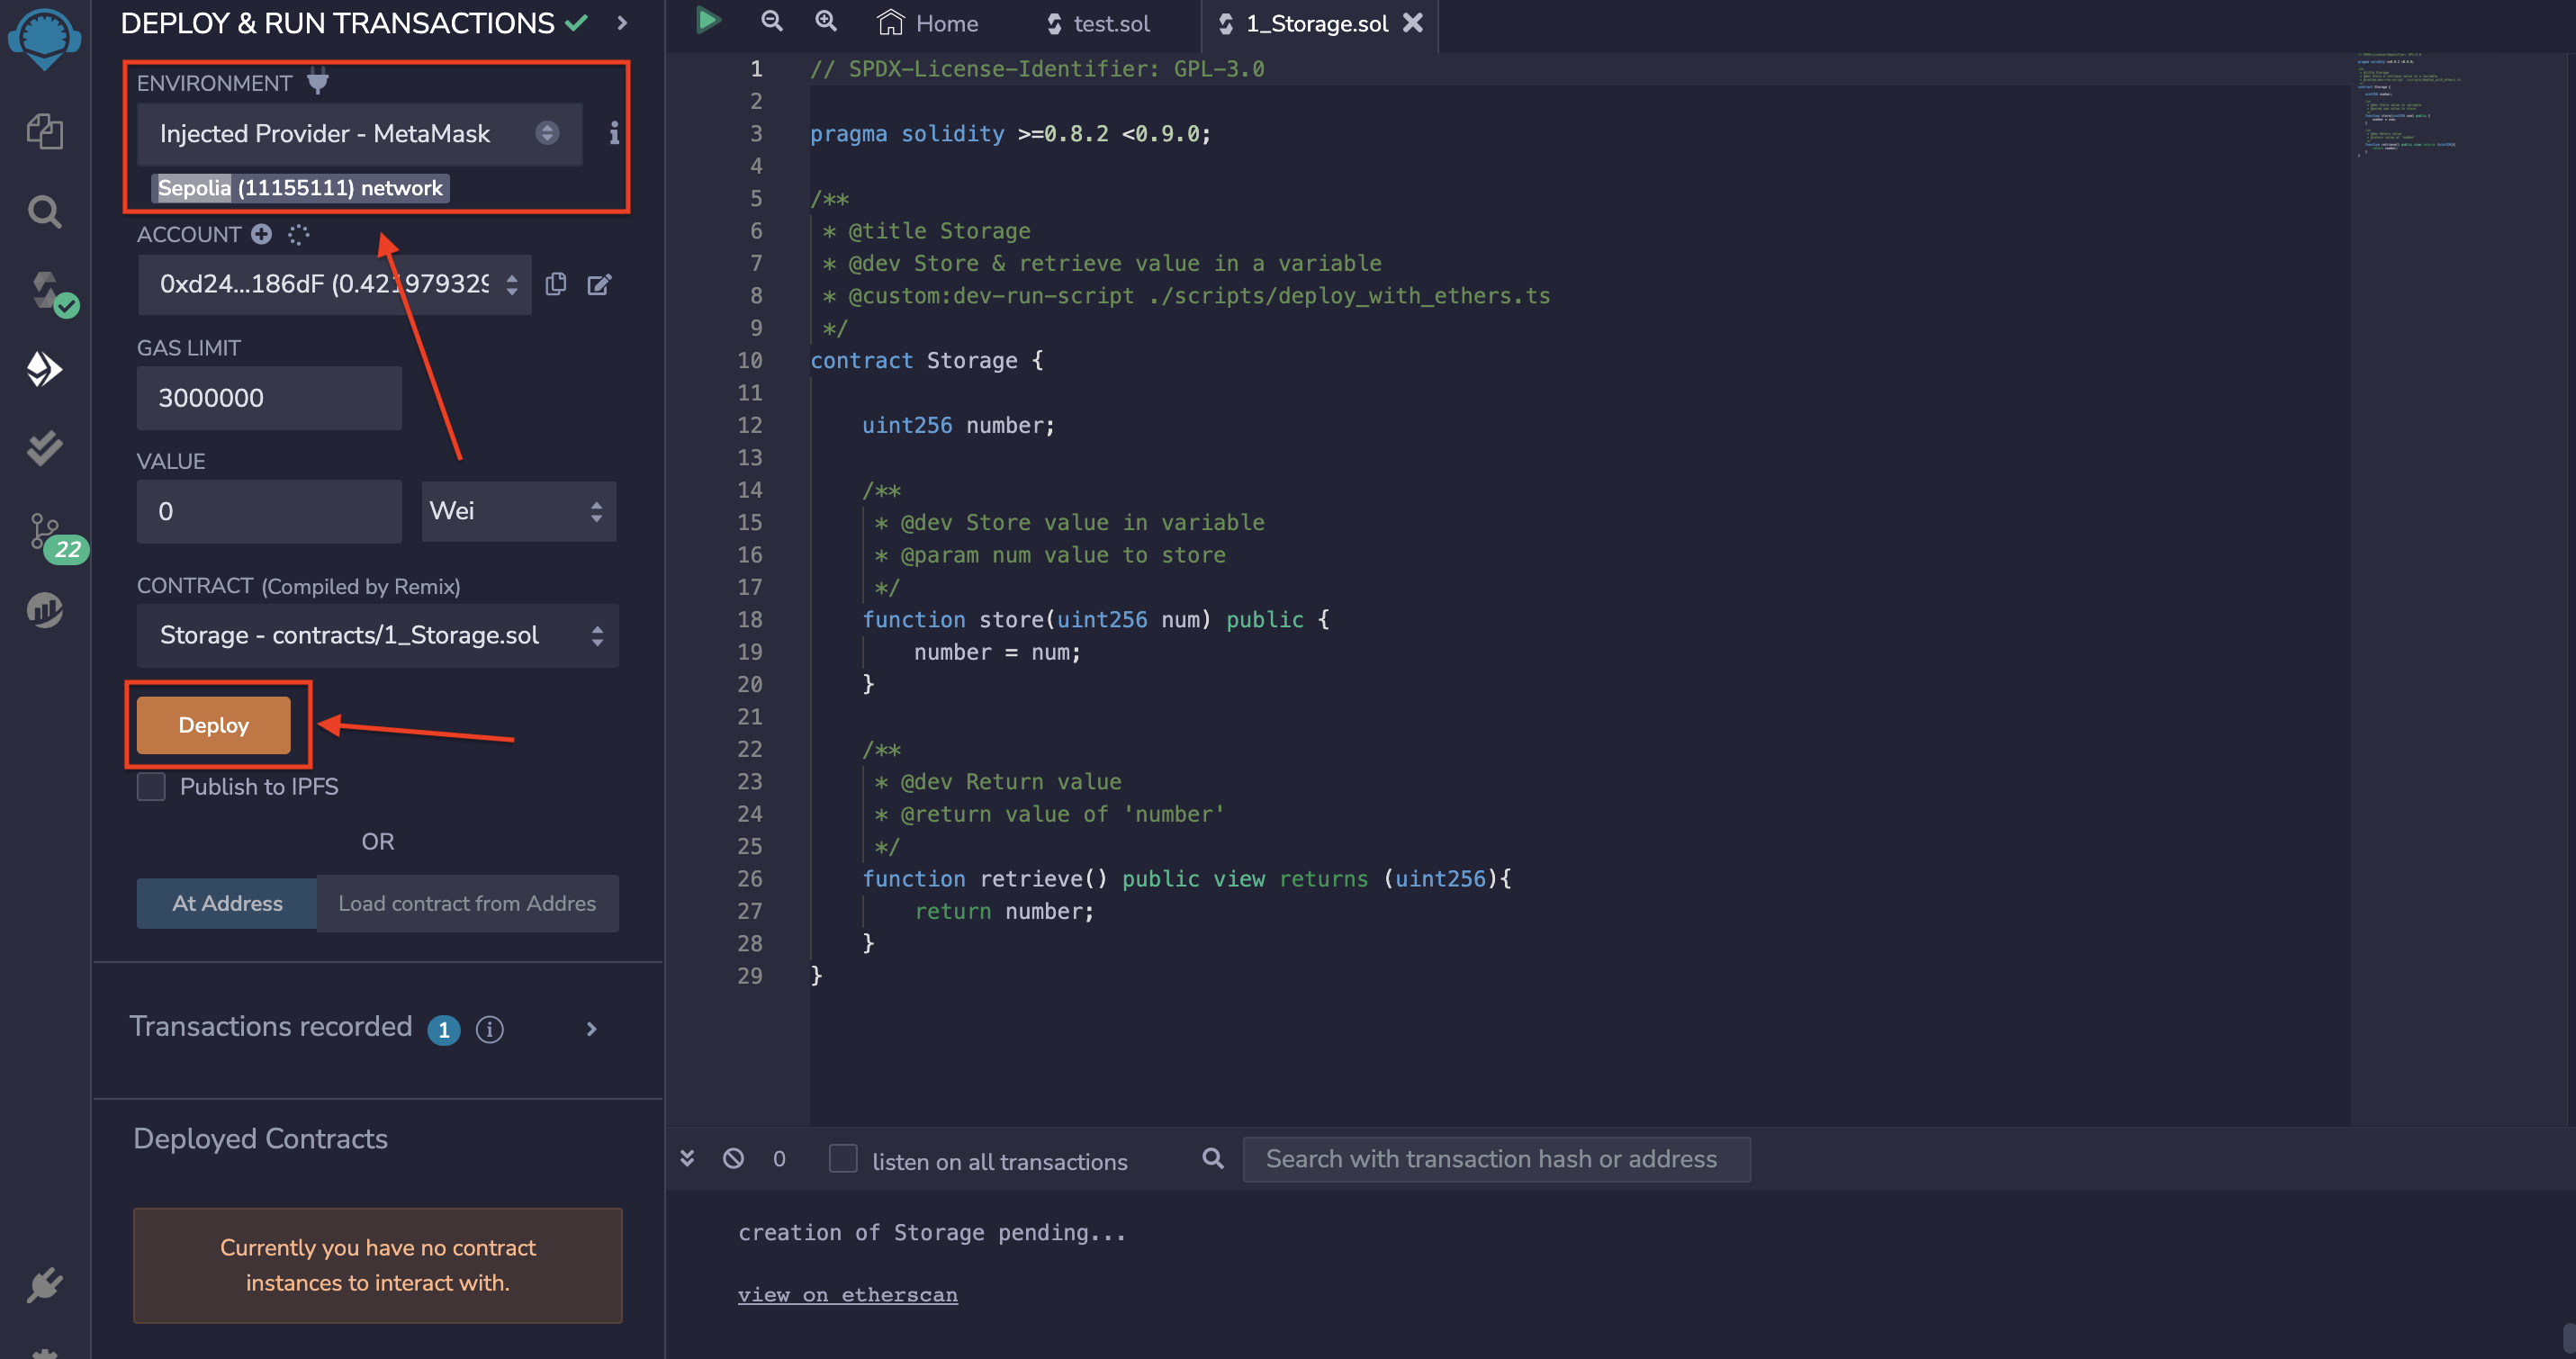 DEPLOY & RUN TRANSACTIONS
ENVIRONMENT
Injected Provider - MetaMask
Sepolia (11155111) network
ACCOUNT
0xd24...186dF (0.421979329
GAS LIMIT
3000000
VALUE
0
Wei
CONTRACT (Compiled by Remix)
Storage - contracts/1_Storage.sol
Deploy
Publish to IPFS
OR
At Address
Load contract from Addres
Transactions recorded 1
Deployed Contracts
Currently you have no contract
instances to interact with.
22
Home
test.sol
1_Storage.sol
1 // SPDX-License-Identifier: GPL-3.0
2
3 pragma solidity >=0.8.2 <0.9.0;
4
5 /**
6 * @title Storage
7 * @dev Store & retrieve value in a variable
8 * @custom:dev-run-script ./scripts/deploy_with_ethers.ts
9 */
10 contract Storage {
11
12 uint256 number;
13
14 /**
15 * @dev Store value in variable
16 * @param num value to store
17 */
18 function store(uint256 num) public {
19 number = num;
20 }
21
22 /**
23 * @dev Return value
24 * @return value of 'number'
25 */
26 function retrieve() public view returns (uint256){
27 return number;
28 }
29 }
0
listen on all transactions
Search with transaction hash or address
creation of Storage pending...
view on etherscan